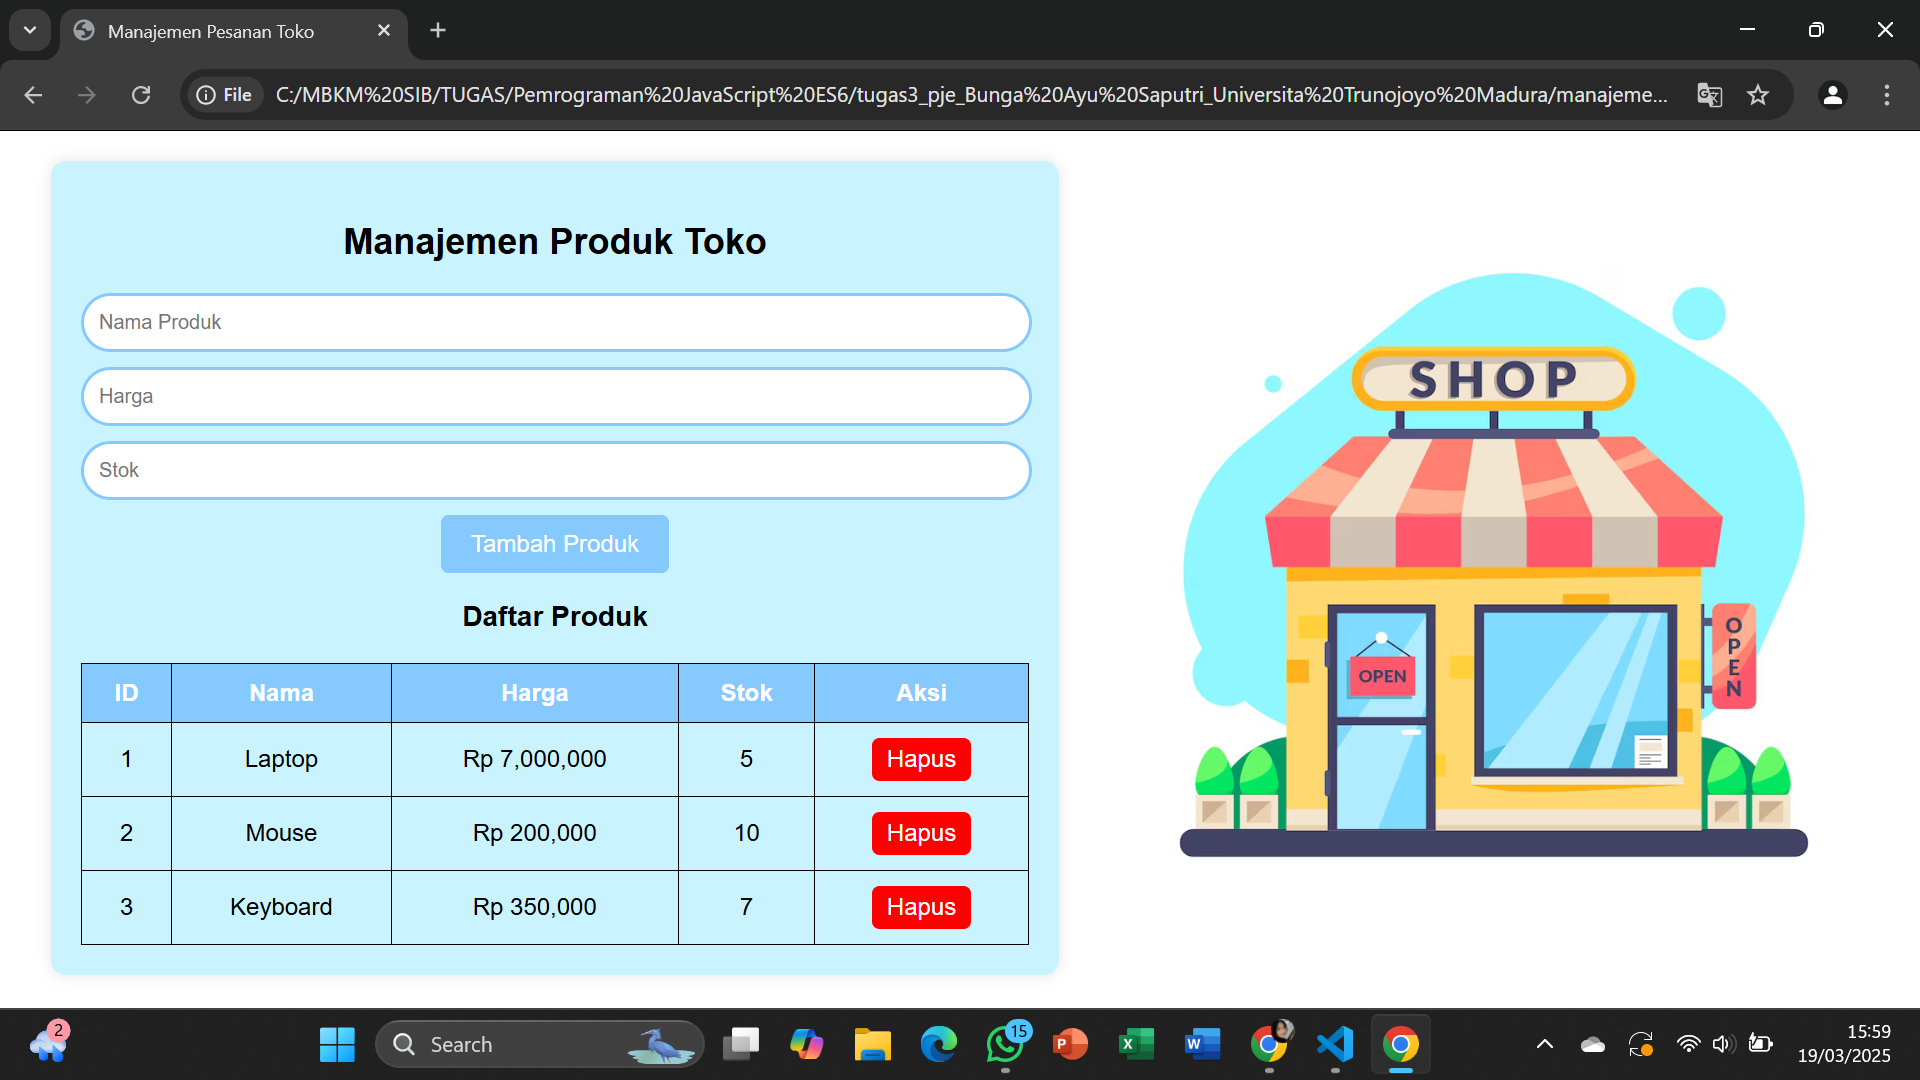 Manajemen Pesanan Toko
File C:/MBKM%20SIB/TUGAS/Pemrograman%20JavaScript%20ES6/tugas3_pje_Bunga%20Ayu%20Saputri_Universita%20Trunojoyo%20Madura/manajeme...
Manajemen Produk Toko
Nama Produk
Harga
Stok
Tambah Produk
Daftar Produk
ID Nama Harga Stok Aksi
1 Laptop Rp 7,000,000 5 Hapus
2 Mouse Rp 200,000 10 Hapus
3 Keyboard Rp 350,000 7 Hapus
SHOP
OPEN
OPEN
2
Search
15
15:59
19/03/2025